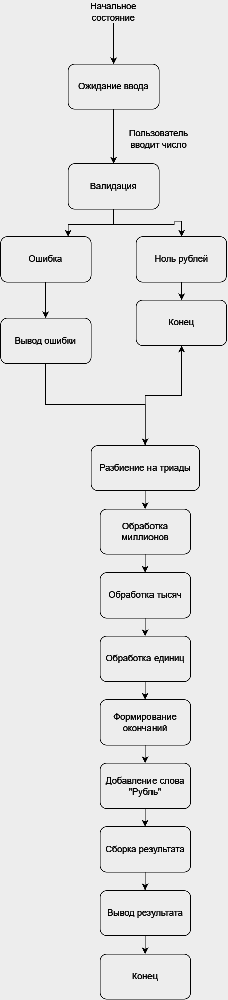 Начальное
состояние
Ожидание ввода
Пользователь
вводит число
Валидация
Ошибка
Ноль рублей
Конец
Вывод ошибки
Разбиение на триады
Обработка
миллионов
Обработка тысяч
Обработка единиц
Формирование
окончаний
Добавление слова
"Рубль"
Сборка результата
Вывод результата
Конец